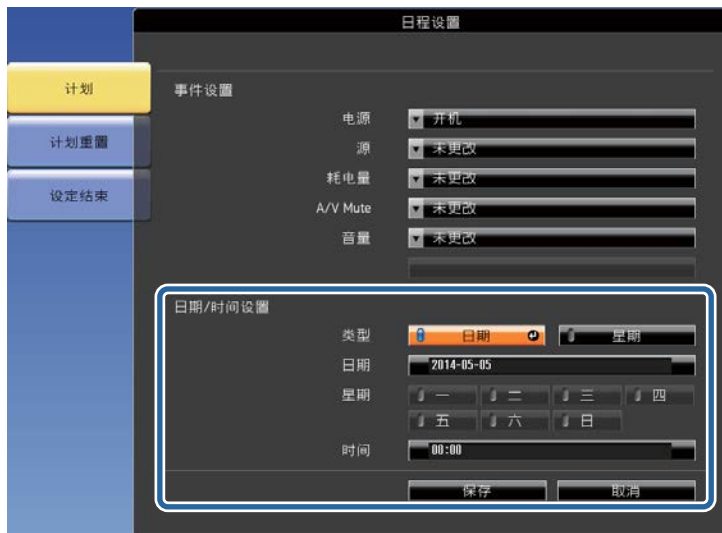 日程设置
计划
计划重置
设定结束
事件设置
电源 开机
源 未更改
耗电量 未更改
A/V Mute 未更改
音量 未更改
日期/时间设置
类型 日期 星期
日期 2014-05-05
星期 一 二 三 四
五 六 日
时间 00:00
保存 取消